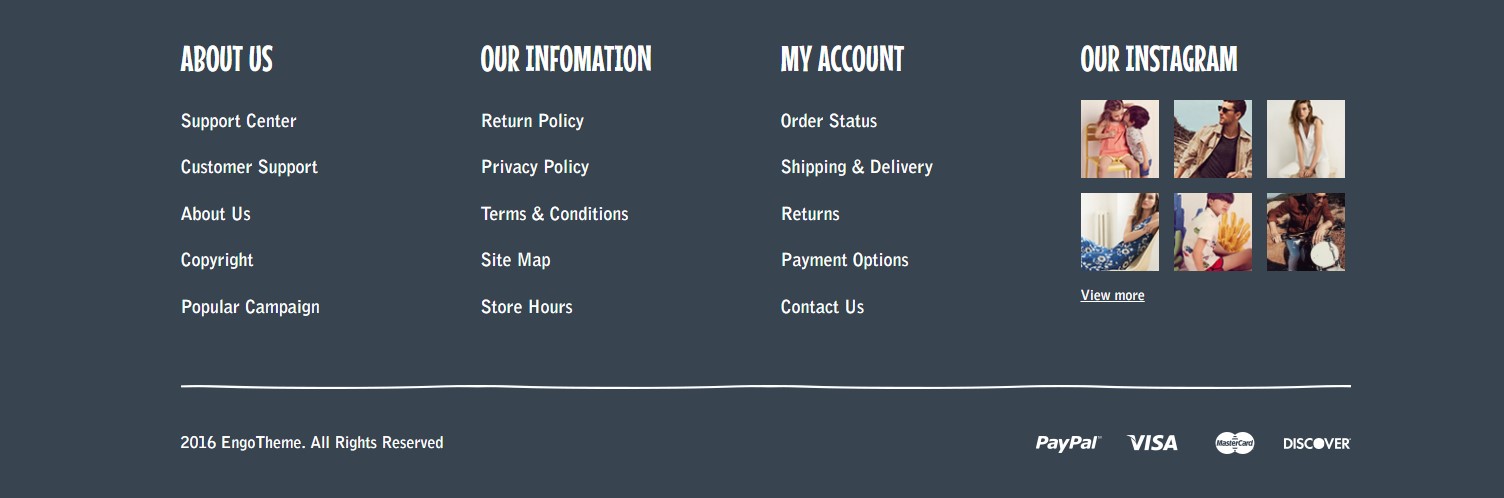 ABOUT US
Support Center
Customer Support
About Us
Copyright
Popular Campaign
OUR INFOMATION
Return Policy
Privacy Policy
Terms & Conditions
Site Map
Store Hours
MY ACCOUNT
Order Status
Shipping & Delivery
Returns
Payment Options
Contact Us
OUR INSTAGRAM
View more
2016 EngoTheme. All Rights Reserved
PayPal VISA MasterCard DISCOVER